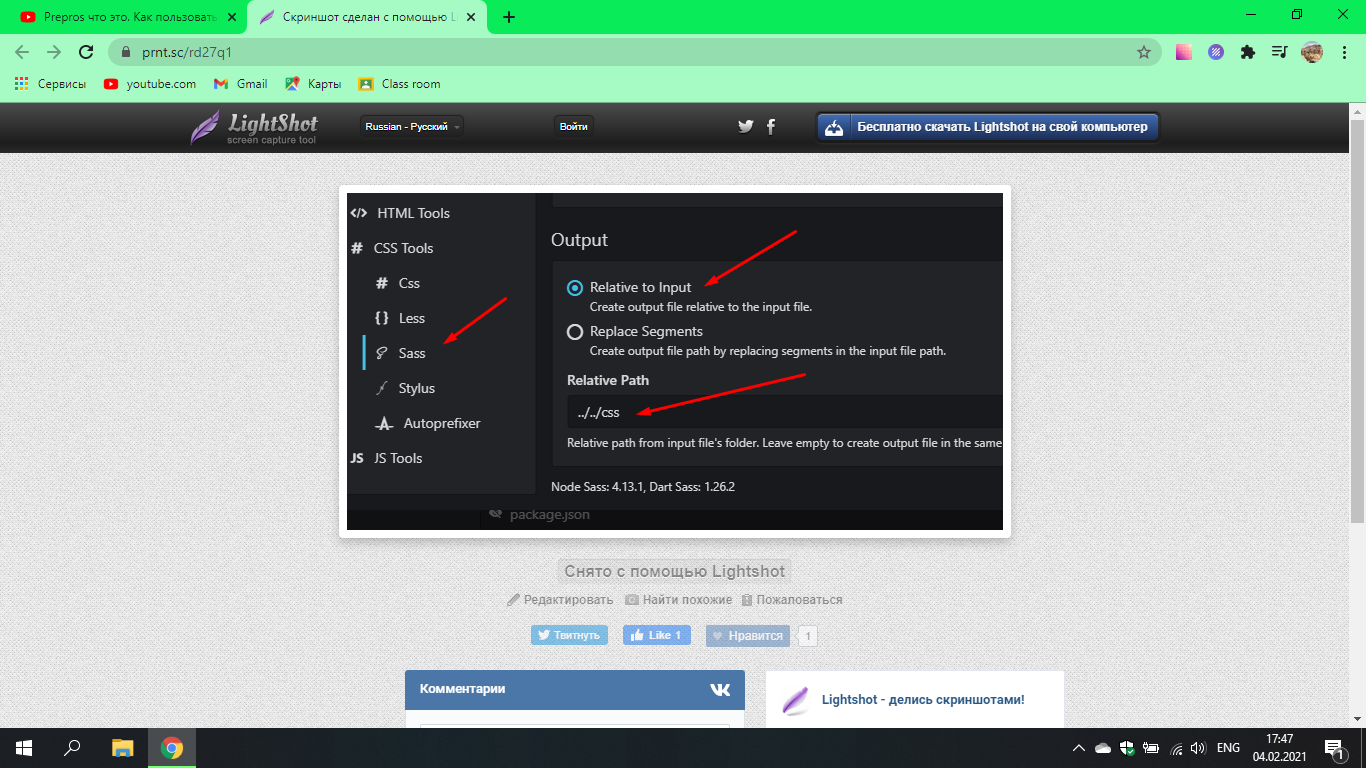 Prepros что это. Как пользовать
Скриншот сделан с помощью Li
prnt.sc/rd27q1
Сервисы
youtube.com
Gmail
Карты
Class room
LightShot
screen capture tool
Russian - Русский
Войти
Бесплатно скачать Lightshot на свой компьютер
HTML Tools
CSS Tools
Css
Less
Sass
Stylus
Autoprefixer
JS
JS Tools
Output
Relative to Input
Create output file relative to the input file.
Replace Segments
Create output file path by replacing segments in the input file path.
Relative Path
../../css
Relative path from input file's folder. Leave empty to create output file in the same
Node Sass: 4.13.1, Dart Sass: 1.26.2
package.json
Снято с помощью Lightshot
Редактировать
Найти похожие
Пожаловаться
Твитнуть
Like 1
Нравится
1
Комментарии
Lightshot - делись скриншотами!
ENG
17:47
04.02.2021
1